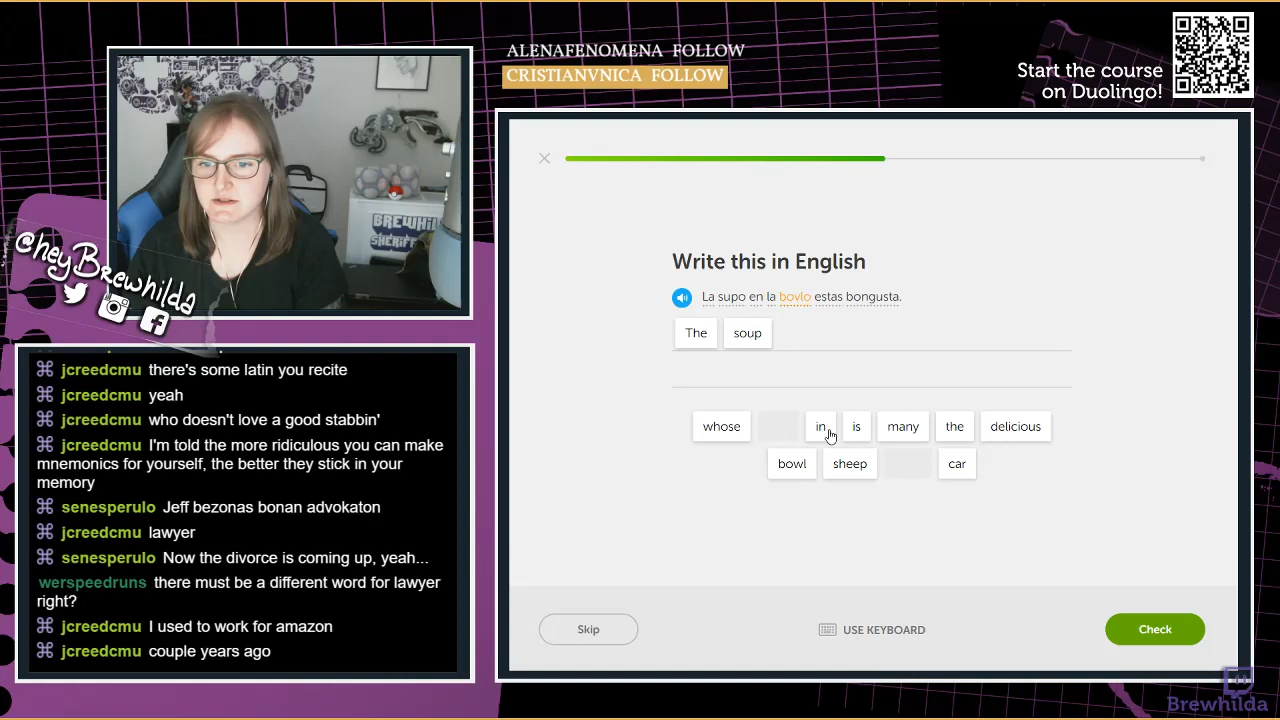 ALENAFENOMENA FOLLOW
CRISTIANVNICA FOLLOW
Start the course
on Duolingo!
BREWHIL
SHERIFF
@heyBrewhilda
Write this in English
La supo en la bovlo estas bongusta.
The soup
whose in is many the delicious
bowl sheep car
Skip
USE KEYBOARD
Check
jcreedcmu there's some latin you recite
jcreedcmu yeah
jcreedcmu who doesn't love a good stabbin'
jcreedcmu I'm told the more ridiculous you can make
mnemonics for yourself, the better they stick in your
memory
senesperulo Jeff bezonas bonan advokaton
jcreedcmu lawyer
senesperulo Now the divorce is coming up, yeah...
werspeedruns there must be a different word for lawyer
right?
jcreedcmu I used to work for amazon
jcreedcmu couple years ago
Brewhilda